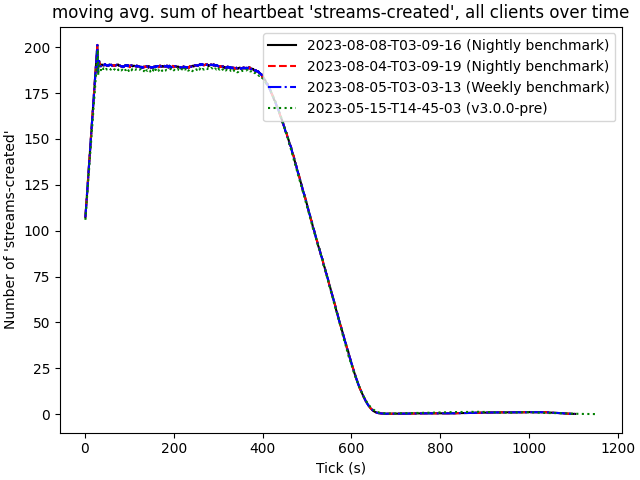 moving avg. sum of heartbeat 'streams-created', all clients over time
2023-08-08-T03-09-16 (Nightly benchmark)
2023-08-04-T03-09-19 (Nightly benchmark)
2023-08-05-T03-03-13 (Weekly benchmark)
2023-05-15-T14-45-03 (v3.0.0-pre)
Number of 'streams-created'
200
175
150
125
100
75
50
25
0
0 200 400 600 800 1000 1200
Tick (s)